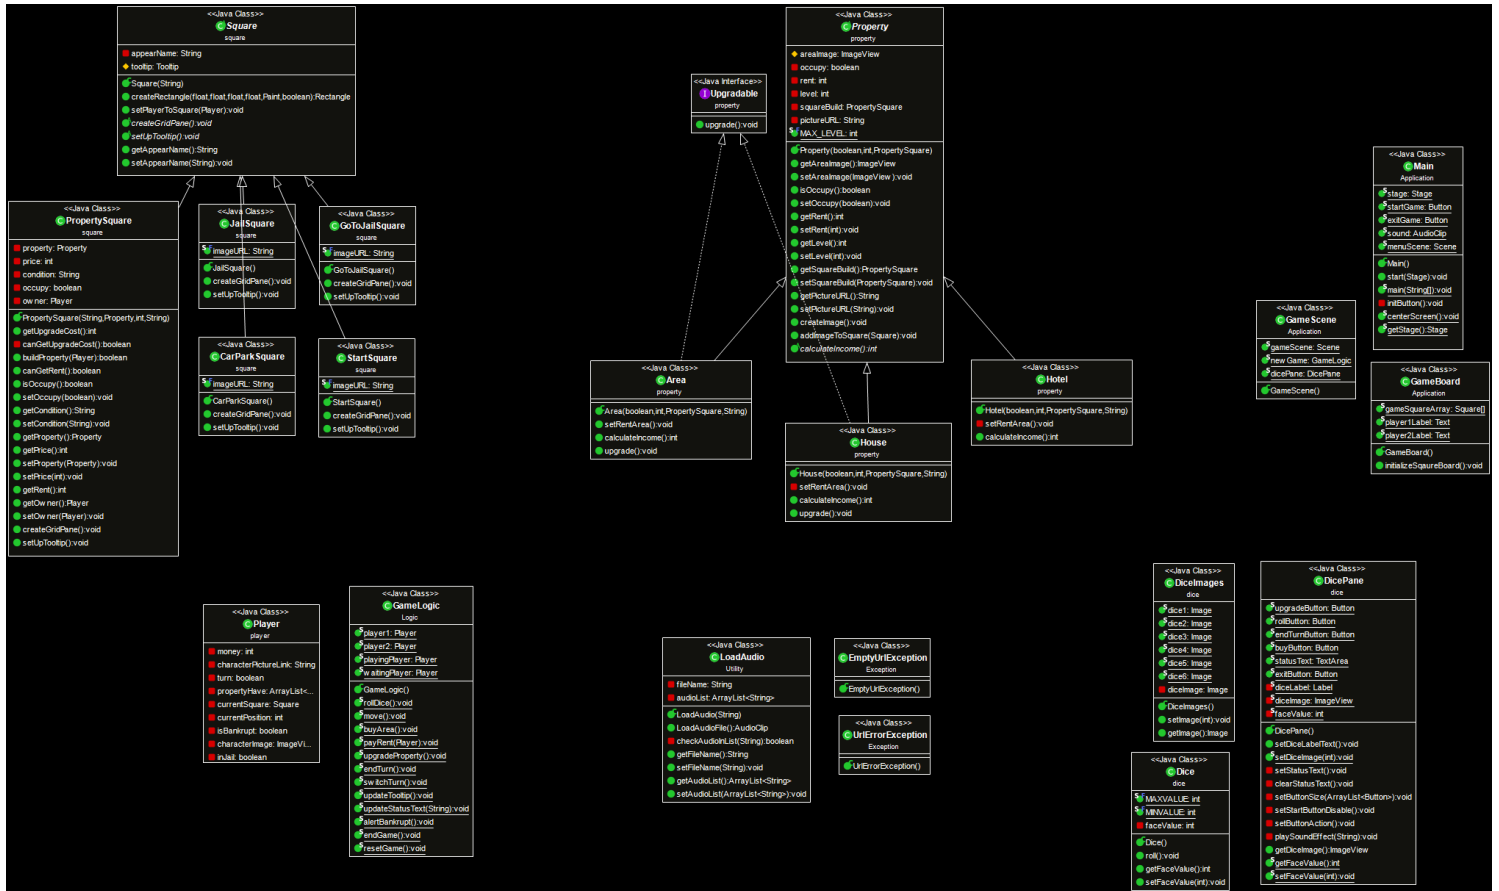 <<Java Class>>
Square
square
appearName: String
tooltip: Tooltip
Square(String)
createRectangle(float,float,float,float,Paint,boolean):Rectangle
setPlayerToSquare(Player):void
createGridPane():void
setUpTooltip():void
getAppearName():String
setAppearName(String):void
<<Java Class>>
PropertySquare
square
property: Property
price: int
condition: String
occupy: boolean
owner: Player
PropertySquare(String,Property,int,String)
getUpgradeCost():int
canGetUpgradeCost():boolean
buildProperty(Player):boolean
canGetRent():boolean
isOccupy():boolean
setOccupy(boolean):void
getCondition():String
setCondition(String):void
getProperty():Property
getPrice():int
setProperty(Property):void
setPrice(int):void
getRent():int
getOwner():Player
setOwner(Player):void
createGridPane():void
setUpTooltip():void
<<Java Class>>
JailSquare
square
imageURL: String
JailSquare()
createGridPane():void
setUpTooltip():void
<<Java Class>>
GoToJailSquare
square
imageURL: String
GoToJailSquare()
createGridPane():void
setUpTooltip():void
<<Java Class>>
CarParkSquare
square
imageURL: String
CarParkSquare()
createGridPane():void
setUpTooltip():void
<<Java Class>>
StartSquare
square
imageURL: String
StartSquare()
createGridPane():void
setUpTooltip():void
<<Java Interface>>
I Upgradable
property
upgrade():void
<<Java Class>>
Property
property
areaImage: ImageView
occupy: boolean
rent: int
level: int
squareBuild: PropertySquare
pictureURL: String
MAX_LEVEL: int
Property(boolean,int,PropertySquare)
getAreaImage():ImageView
setAreaImage(ImageView):void
isOccupy():boolean
setOccupy(boolean):void
getRent():int
setRent(int):void
getLevel():int
setLevel(int):void
getSquareBuild():PropertySquare
setSquareBuild(PropertySquare):void
getPictureURL():String
setPictureURL(String):void
createImage():void
addImageToSquare(Square):void
calculateIncome():int
<<Java Class>>
Area
property
Area(boolean,int,PropertySquare,String)
setRentArea():void
calculateIncome():int
upgrade():void
<<Java Class>>
House
property
House(boolean,int,PropertySquare,String)
setRentArea():void
calculateIncome():int
upgrade():void
<<Java Class>>
Hotel
property
Hotel(boolean,int,PropertySquare,String)
setRentArea():void
calculateIncome():int
<<Java Class>>
Main
Application
stage: Stage
startGame: Button
exitGame: Button
sound: AudioClip
menuScene: Scene
Main()
start(Stage):void
main(String[]):void
initButton():void
centerScreen():void
getStage():Stage
<<Java Class>>
GameScene
Application
gameScene: Scene
newGame: GameLogic
dicePane: DicePane
GameScene()
<<Java Class>>
GameBoard
Application
gameSquareArray: Square[]
player1Label: Text
player2Label: Text
GameBoard()
initializeSqaureBoard():void
<<Java Class>>
Player
player
money: int
characterPictureLink: String
turn: boolean
propertyHave: ArrayList<...
currentSquare: Square
currentPosition: int
isBankrupt: boolean
characterImage: ImageVi...
inJail: boolean
<<Java Class>>
GameLogic
Logic
player1: Player
player2: Player
playingPlayer: Player
waitingPlayer: Player
GameLogic()
rollDice():void
move():void
buyArea():void
payRent(Player):void
upgradeProperty():void
endTurn():void
switchTurn():void
updateTooltip():void
updateStatusText(String):void
alertBankrupt():void
endGame():void
resetGame():void
<<Java Class>>
LoadAudio
Utility
fileName: String
audioList: ArrayList<String>
LoadAudio(String)
LoadAudioFile():AudioClip
checkAudioInList(String):boolean
getFileName():String
setFileName(String):void
getAudioList():ArrayList<String>
setAudioList(ArrayList<String>):void
<<Java Class>>
EmptyUrlException
Exception
EmptyUrlException()
<<Java Class>>
UrlErrorException
Exception
UrlErrorException()
<<Java Class>>
DiceImages
dice
dice1: Image
dice2: Image
dice3: Image
dice4: Image
dice5: Image
dice6: Image
diceImage: Image
DiceImages()
setImage(int):void
getImage():Image
<<Java Class>>
Dice
dice
MAXVALUE: int
MINVALUE: int
faceValue: int
Dice()
roll():void
getFaceValue():int
setFaceValue(int):void
<<Java Class>>
DicePane
dice
upgradeButton: Button
rollButton: Button
endTurnButton: Button
buyButton: Button
statusText: TextArea
exitButton: Button
diceLabel: Label
diceImage: ImageView
faceValue: int
DicePane()
setDiceLabelText():void
setDiceImage(int):void
setStatusText():void
clearStatusText():void
setButtonSize(ArrayList<Button>):void
setStartButtonDisable():void
setButtonAction():void
playSoundEffect(String):void
getDiceImage():ImageView
getFaceValue():int
setFaceValue(int):void